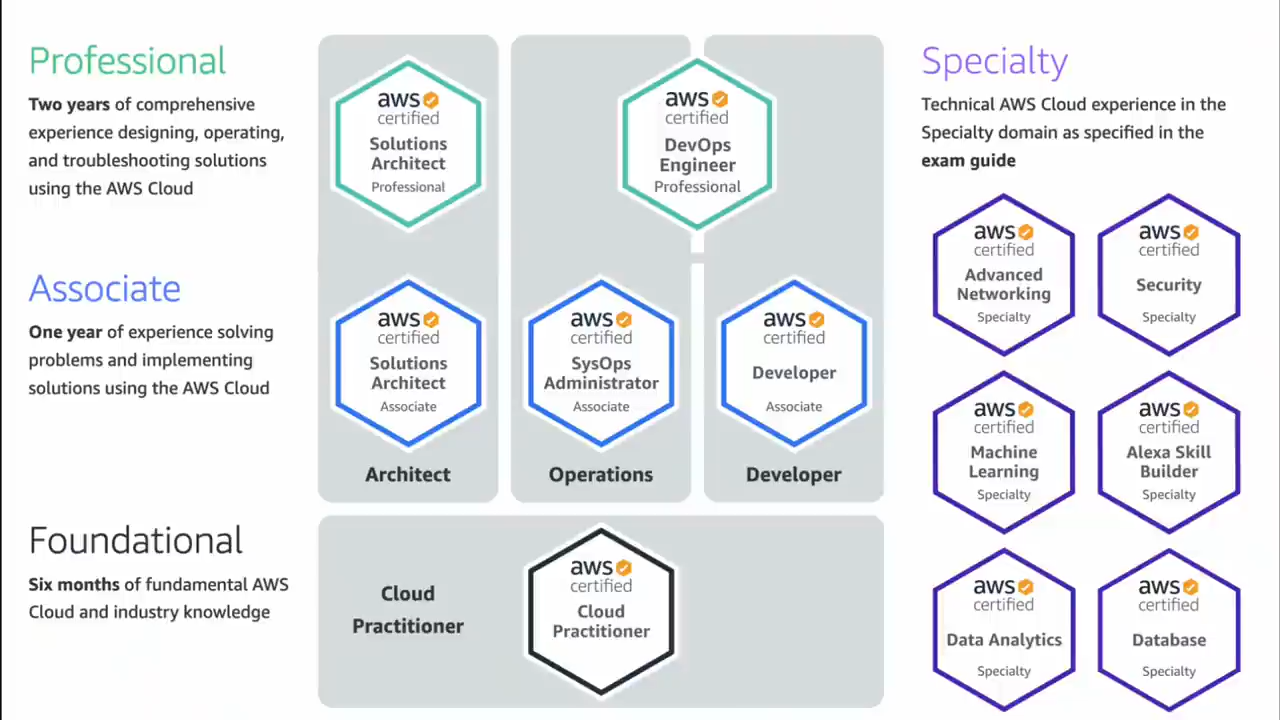 Professional
Two years of comprehensive
experience designing, operating,
and troubleshooting solutions
using the AWS Cloud
aws
certified
Solutions
Architect
Professional
aws
certified
DevOps
Engineer
Professional
Associate
One year of experience solving
problems and implementing
solutions using the AWS Cloud
aws
certified
Solutions
Architect
Associate
Architect
aws
certified
SysOps
Administrator
Associate
Operations
aws
certified
Developer
Associate
Developer
Foundational
Six months of fundamental AWS
Cloud and industry knowledge
Cloud
Practitioner
aws
certified
Cloud
Practitioner
Specialty
Technical AWS Cloud experience in the
Specialty domain as specified in the
exam guide
aws
certified
Advanced
Networking
Specialty
aws
certified
Security
Specialty
aws
certified
Machine
Learning
Specialty
aws
certified
Alexa Skill
Builder
Specialty
aws
certified
Data Analytics
Specialty
aws
certified
Database
Specialty